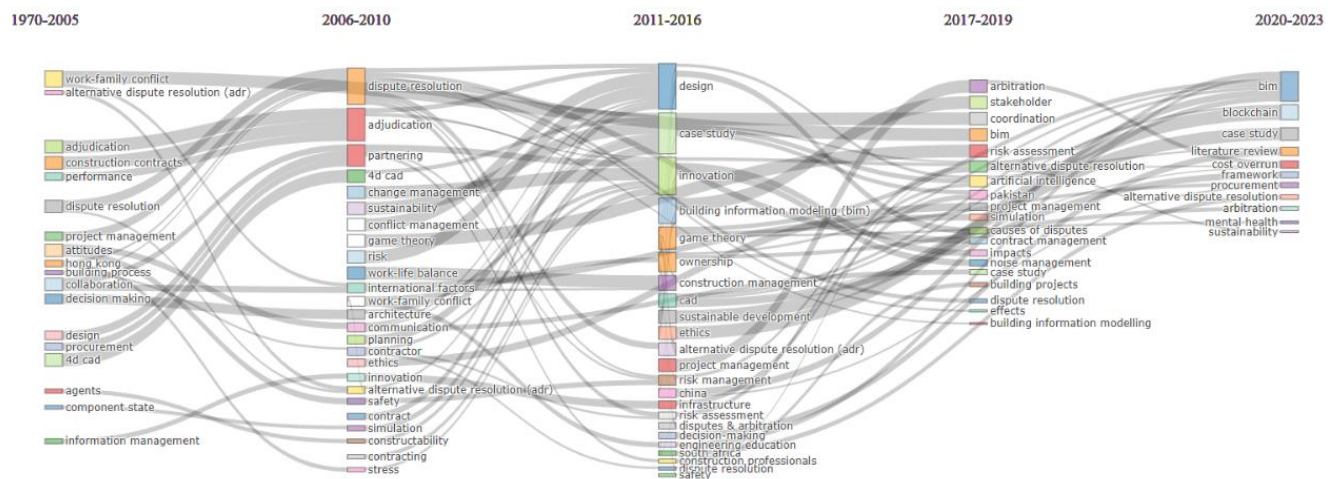 1970-2005
2006-2010
2011-2016
2017-2019
2020-2023
work-family conflict
alternative dispute resolution (adr)
adjudication
construction contracts
performance
dispute resolution
project management
attitudes
hong kong
building process
collaboration
decision making
design
procurement
4d cad
agents
component state
information management
dispute resolution
adjudication
partnering
4d cad
change management
sustainability
conflict management
game theory
risk
work-life balance
international factors
work-family conflict
architecture
communication
planning
contractor
ethics
innovation
alternative dispute resolution (adr)
safety
contract
simulation
constructability
contracting
stress
design
case study
innovation
building information modeling (bim)
game theory
ownership
construction management
cad
sustainable development
ethics
alternative dispute resolution (adr)
project management
risk management
china
infrastructure
risk assessment
disputes & arbitration
decision-making
engineering education
south africa
construction professionals
dispute resolution
safety
arbitration
stakeholder
coordination
bim
risk assessment
alternative dispute resolution
artificial intelligence
pakistan
project management
simulation
causes of disputes
contract management
impacts
noise management
case study
building projects
dispute resolution
effects
building information modelling
bim
blockchain
case study
literature review
cost overrun
framework
procurement
alternative dispute resolution
arbitration
mental health
sustainability